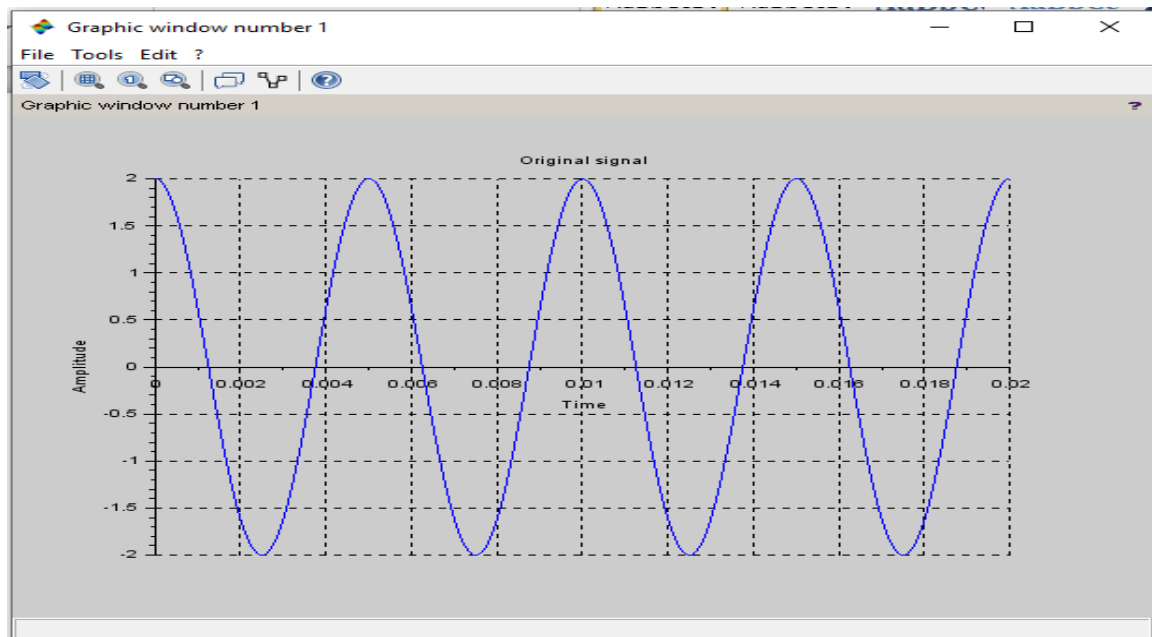 Graphic window number 1
File Tools Edit ?
Graphic window number 1 ?
Original signal
2
1.5
1
0.5
0
-0.5
-1
-1.5
-2
Amplitude
0 0.002 0.004 0.006 0.008 0.01 0.012 0.014 0.016 0.018 0.02
Time